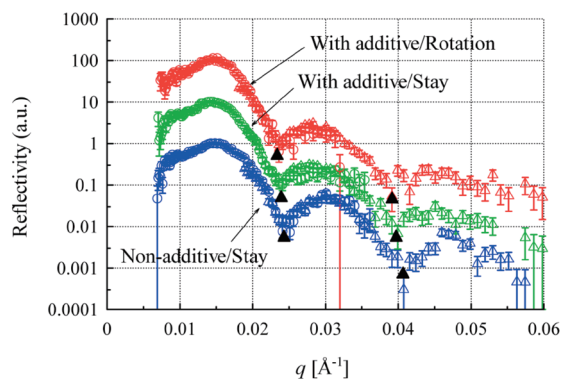 1000
100
10
1
0.1
0.01
0.001
0.0001
Reflectivity (a.u.)
With additive/Rotation
With additive/Stay
Non-additive/Stay
0 0.01 0.02 0.03 0.04 0.05 0.06
q [Å⁻¹]